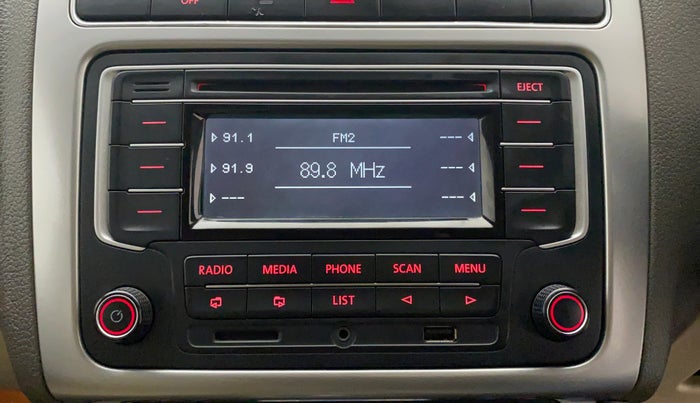 OFF
EJECT
91.1 FM2 ---
91.9 89.8 MHz ---
--- ---
RADIO MEDIA PHONE SCAN MENU
LIST